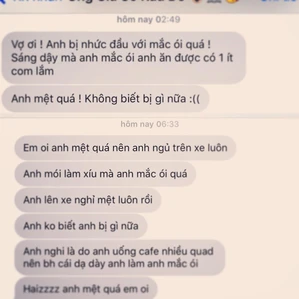 hôm nay 02:49
Vợ ơi ! Anh bị nhức đầu với mắc ói quá !
Sáng dậy mà anh mắc ói anh ăn được có 1 ít
com lắm
Anh mệt quá ! Không biết bị gì nữa :((
hôm nay 06:33
Em oi anh mệt quá nên anh ngủ trên xe luôn
Anh mói làm xíu mà anh mắc ói quá
Anh lên xe nghỉ mệt luôn rồi
Anh ko biết anh bị gì nữa
Anh nghi là do anh uống cafe nhiều quad
nên bh cái dạ dày anh làm anh mắc ói
Haizzzz anh mệt quá em oi